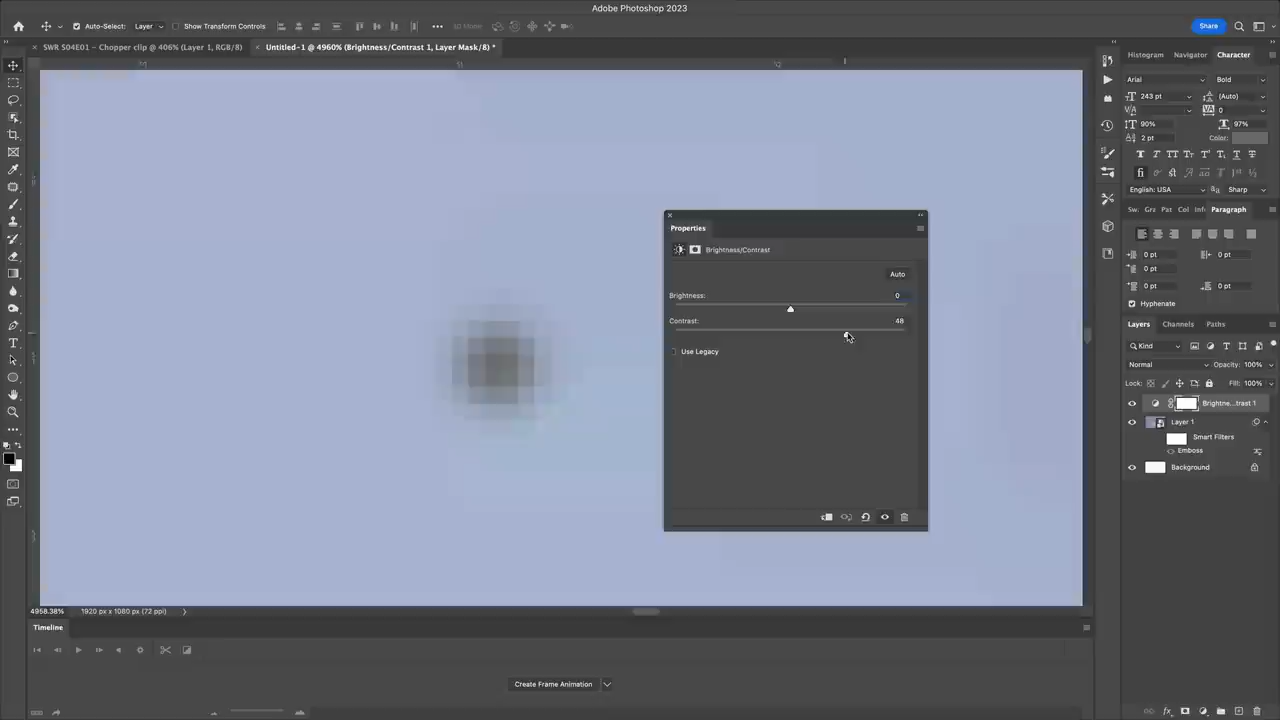 Adobe Photoshop 2023
Auto-Select: Layer Show Transform Controls 3D Mode: Share
SWR S04E01 – Chopper clip @ 406% (Layer 1, RGB/8) Untitled-1 @ 4960% (Brightness/Contrast 1, Layer Mask/8) *
Histogram Navigator Character
Arial Bold
243 pt (Auto)
0
90% 97%
2 pt Color:
English: USA Sharp
Sw. Gra Pat Col Info Paragraph
0 pt 0 pt
0 pt
0 pt 0 pt
Hyphenate
Properties
Brightness/Contrast
Auto
Brightness: 0
Contrast: 48
Use Legacy
Layers Channels Paths
Kind
Normal Opacity: 100%
Lock: Fill: 100%
Brightne...trast 1
Layer 1
Smart Filters
Emboss
Background
4958.38% 1920 px x 1080 px (72 ppi)
Timeline
Create Frame Animation
fx